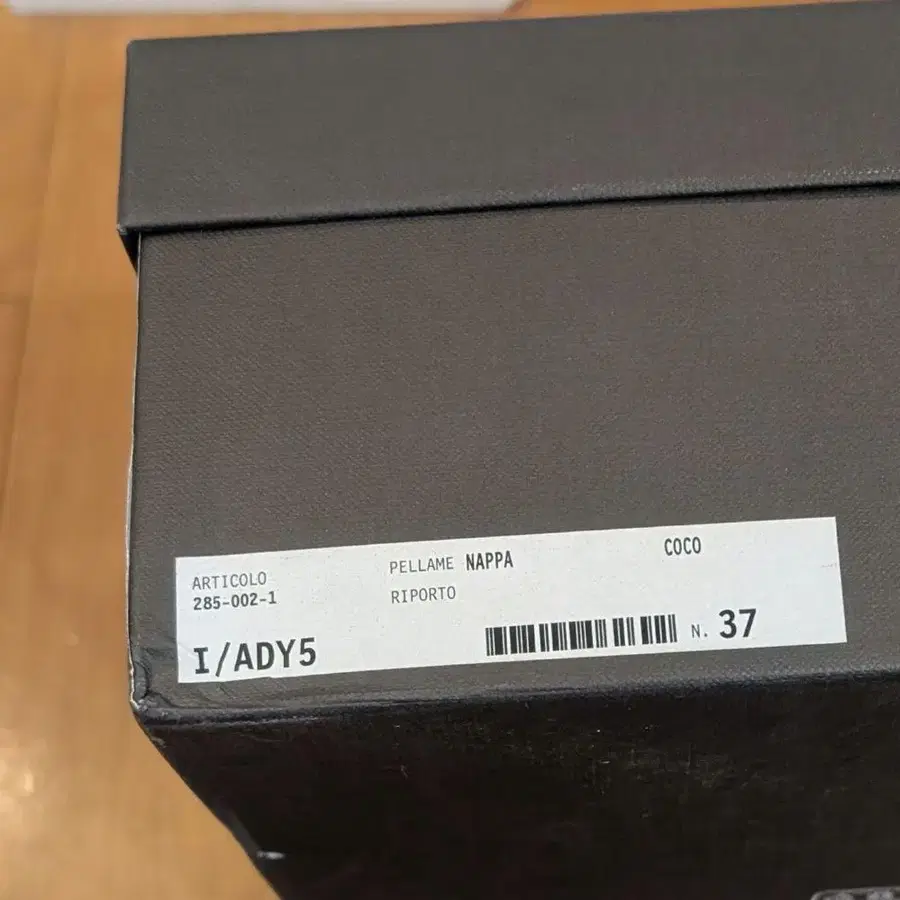 ARTICOLO
285-002-1
PELLAME NAPPA
COCO
RIPORTO
I/ADY5
N. 37